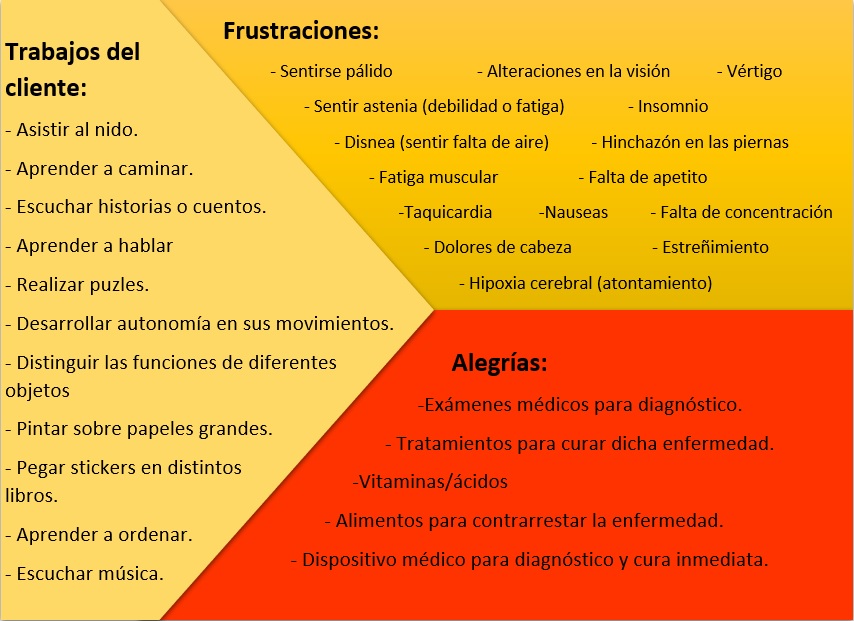 Trabajos del
cliente:
- Asistir al nido.
- Aprender a caminar.
- Escuchar historias o cuentos.
- Aprender a hablar
- Realizar puzles.
- Desarrollar autonomía en sus movimientos.
- Distinguir las funciones de diferentes
objetos
- Pintar sobre papeles grandes.
- Pegar stickers en distintos
libros.
- Aprender a ordenar.
- Escuchar música.
Frustraciones:
- Sentirse pálido - Alteraciones en la visión - Vértigo
- Sentir astenia (debilidad o fatiga) - Insomnio
- Disnea (sentir falta de aire) - Hinchazón en las piernas
- Fatiga muscular - Falta de apetito
-Taquicardia -Nauseas - Falta de concentración
- Dolores de cabeza - Estreñimiento
- Hipoxia cerebral (atontamiento)
Alegrías:
-Exámenes médicos para diagnóstico.
- Tratamientos para curar dicha enfermedad.
-Vitaminas/ácidos
- Alimentos para contrarrestar la enfermedad.
- Dispositivo médico para diagnóstico y cura inmediata.